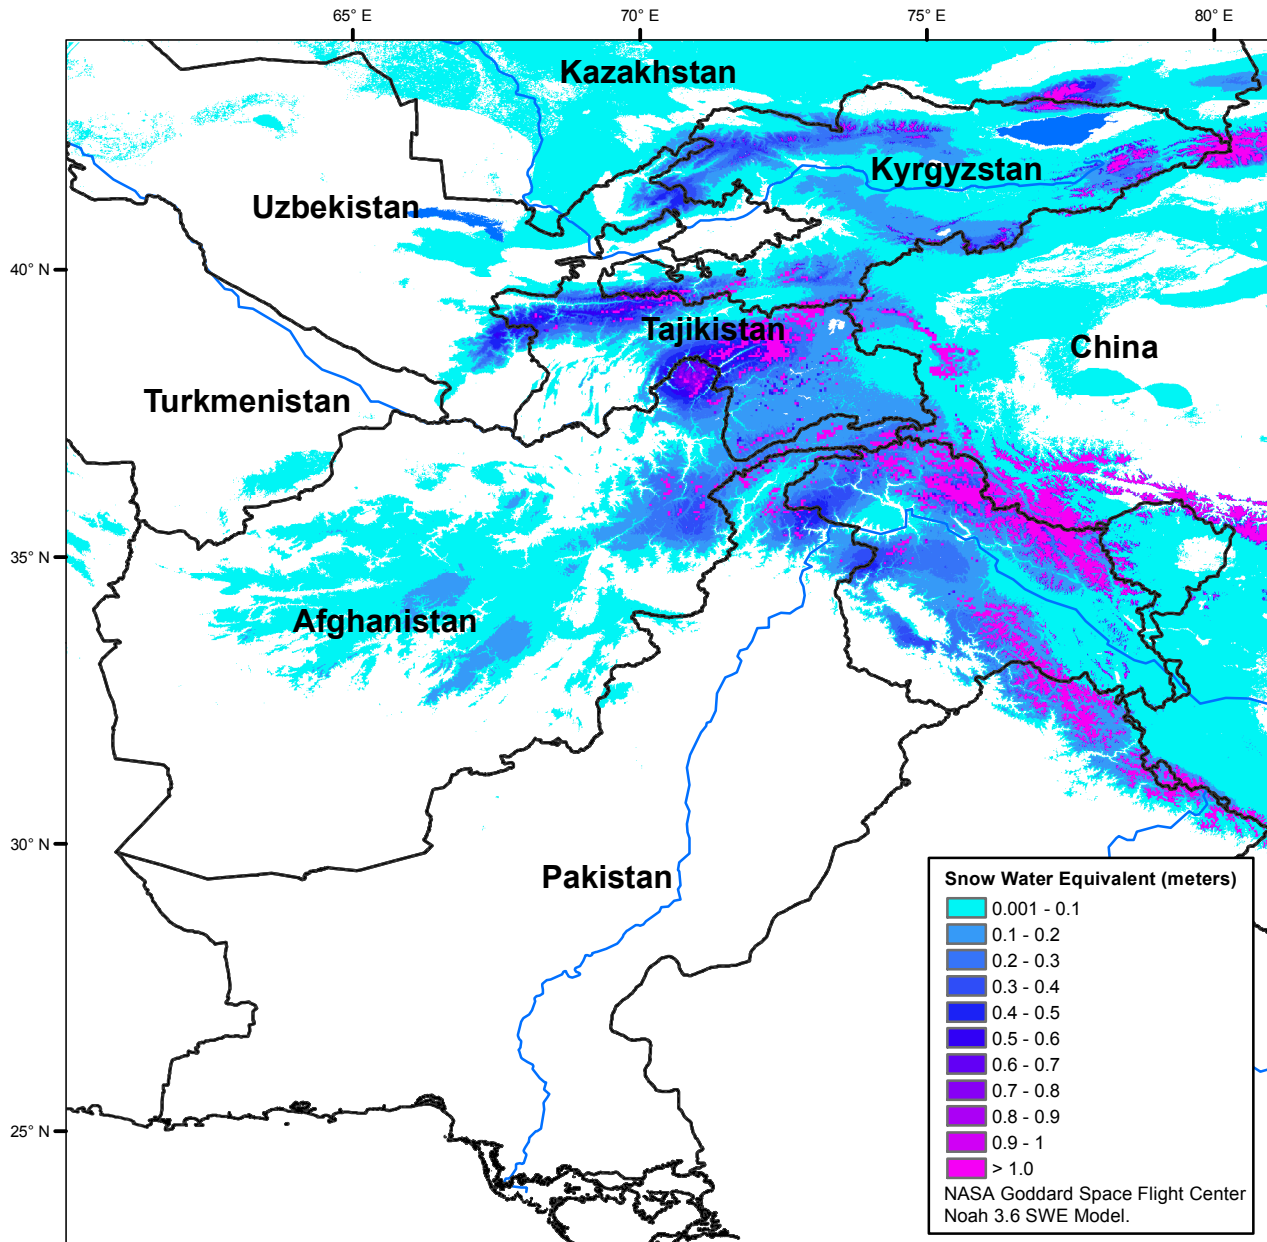 65° E
70° E
75° E
80° E
Kazakhstan
Kyrgyzstan
Uzbekistan
40° N
Tajikistan
China
Turkmenistan
35° N
Afghanistan
30° N
Pakistan
25° N
Snow Water Equivalent (meters)
0.001 - 0.1
0.1 - 0.2
0.2 - 0.3
0.3 - 0.4
0.4 - 0.5
0.5 - 0.6
0.6 - 0.7
0.7 - 0.8
0.8 - 0.9
0.9 - 1
> 1.0
NASA Goddard Space Flight Center
Noah 3.6 SWE Model.